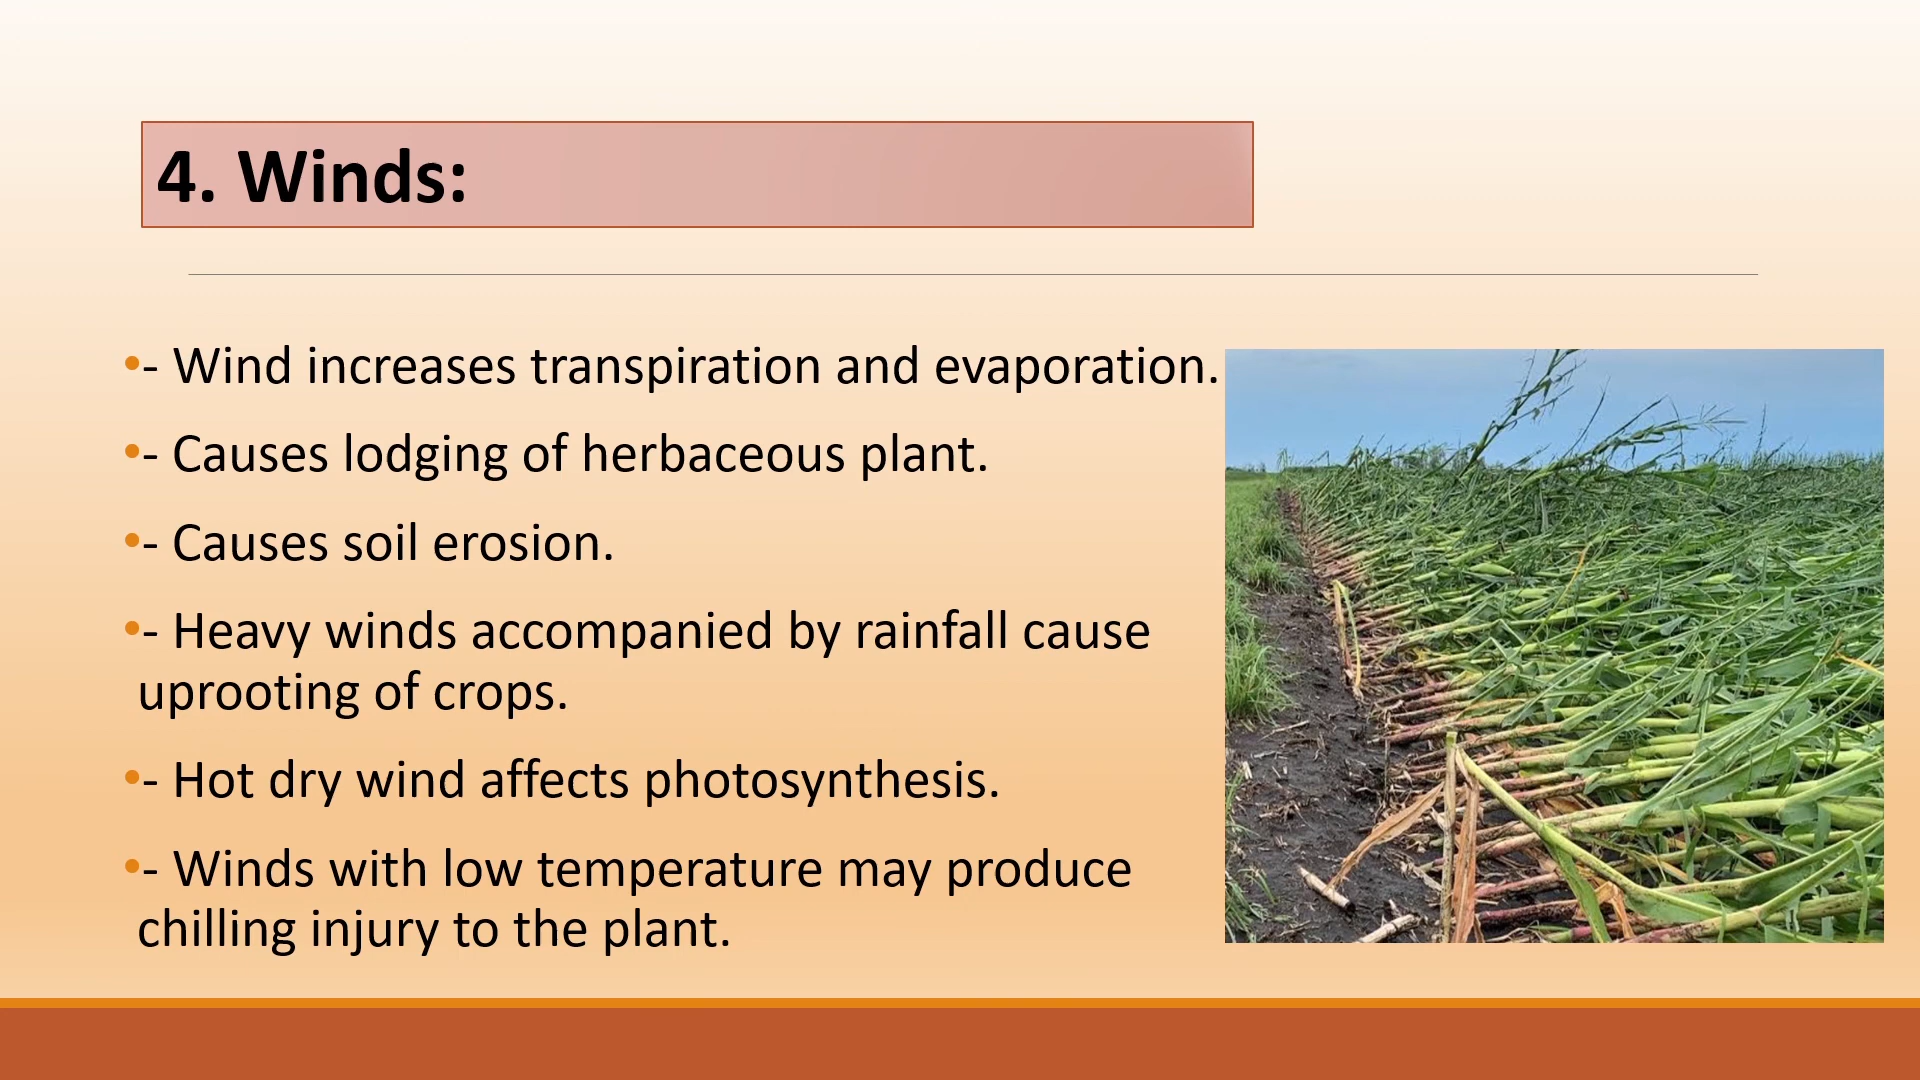 4. Winds:
•- Wind increases transpiration and evaporation.
•- Causes lodging of herbaceous plant.
•- Causes soil erosion.
•- Heavy winds accompanied by rainfall cause
uprooting of crops.
•- Hot dry wind affects photosynthesis.
•- Winds with low temperature may produce
chilling injury to the plant.